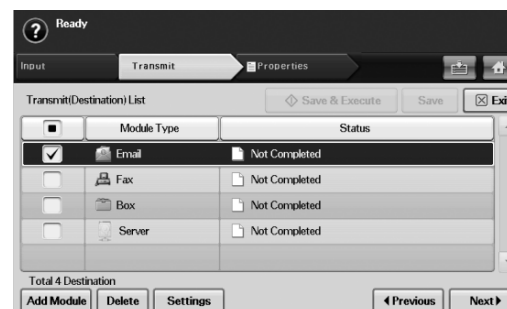 ? Ready
Input Transmit Properties
Transmit(Destination) List Save & Execute Save Exi
Module Type Status
Email Not Completed
Fax Not Completed
Box Not Completed
Server Not Completed
Total 4 Destination
Add Module Delete Settings Previous Next